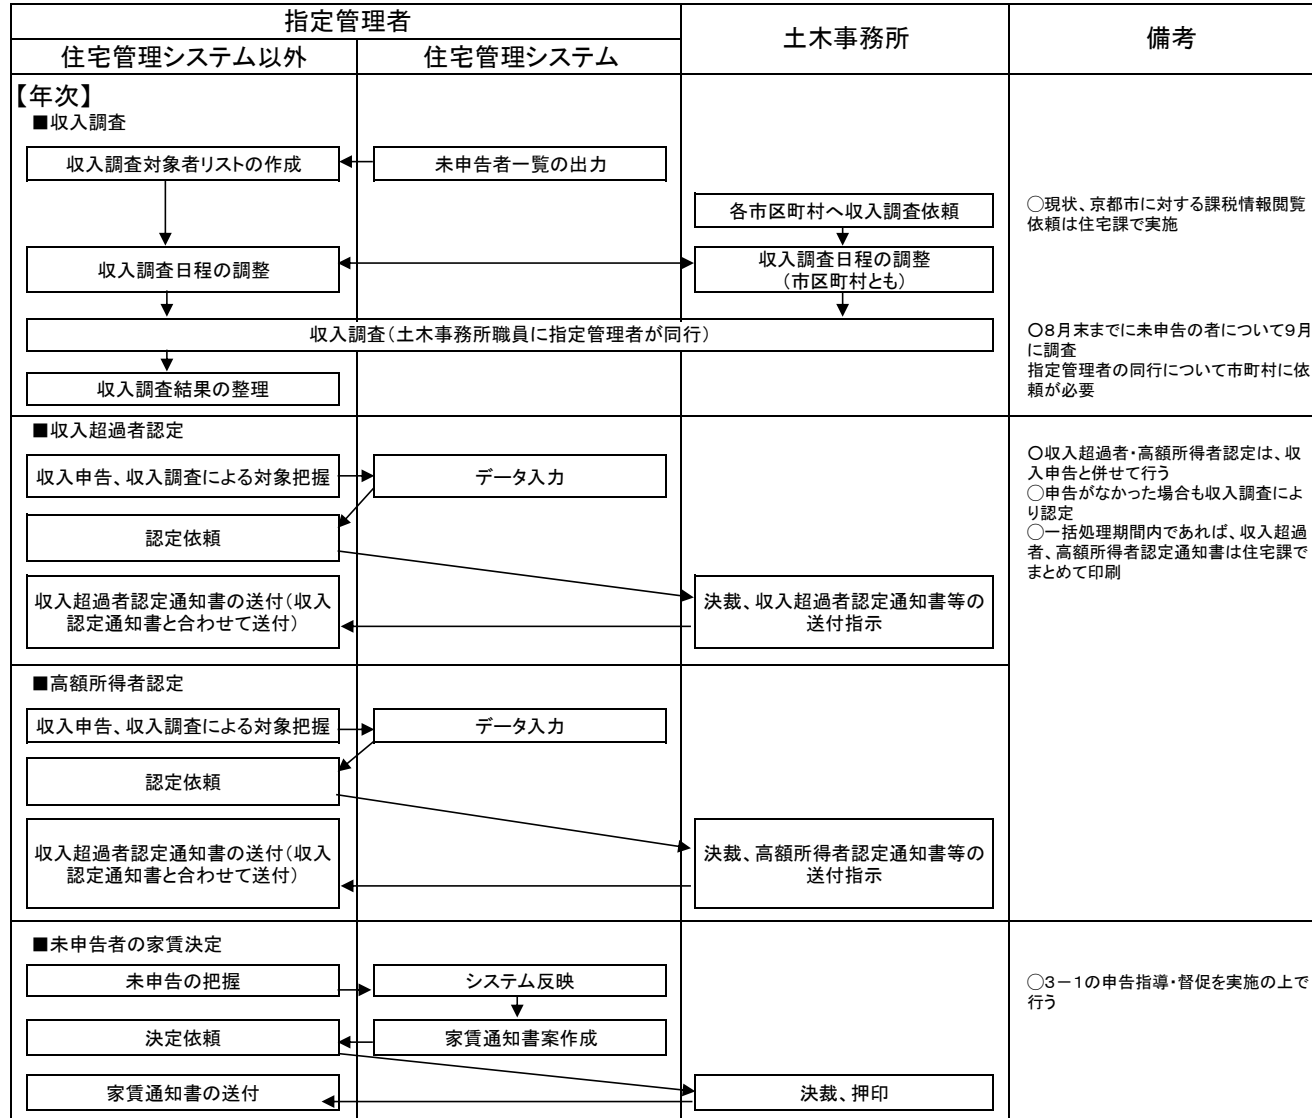 指定管理者
土木事務所
備考
住宅管理システム以外
住宅管理システム
【年次】
■収入調査
収入調査対象者リストの作成
未申告者一覧の出力
各市区町村へ収入調査依頼
◯現状、京都市に対する課税情報閲覧
依頼は住宅課で実施
収入調査日程の調整
収入調査日程の調整
(市区町村とも)
収入調査(土木事務所職員に指定管理者が同行)
〇8月末までに未申告の者について9月
に調査
指定管理者の同行について市町村に依
頼が必要
収入調査結果の整理
■収入超過者認定
収入申告、収入調査による対象把握
データ入力
認定依頼
収入超過者認定通知書の送付(収入
認定通知書と合わせて送付)
決裁、収入超過者認定通知書等の
送付指示
〇収入超過者・高額所得者認定は、収
入申告と併せて行う
◯申告がなかった場合も収入調査によ
り認定
◯一括処理期間内であれば、収入超過
者、高額所得者認定通知書は住宅課で
まとめて印刷
■高額所得者認定
収入申告、収入調査による対象把握
データ入力
認定依頼
収入超過者認定通知書の送付(収入
認定通知書と合わせて送付)
決裁、高額所得者認定通知書等の
送付指示
■未申告者の家賃決定
未申告の把握
システム反映
◯3-1の申告指導・督促を実施の上で
行う
決定依頼
家賃通知書案作成
家賃通知書の送付
決裁、押印